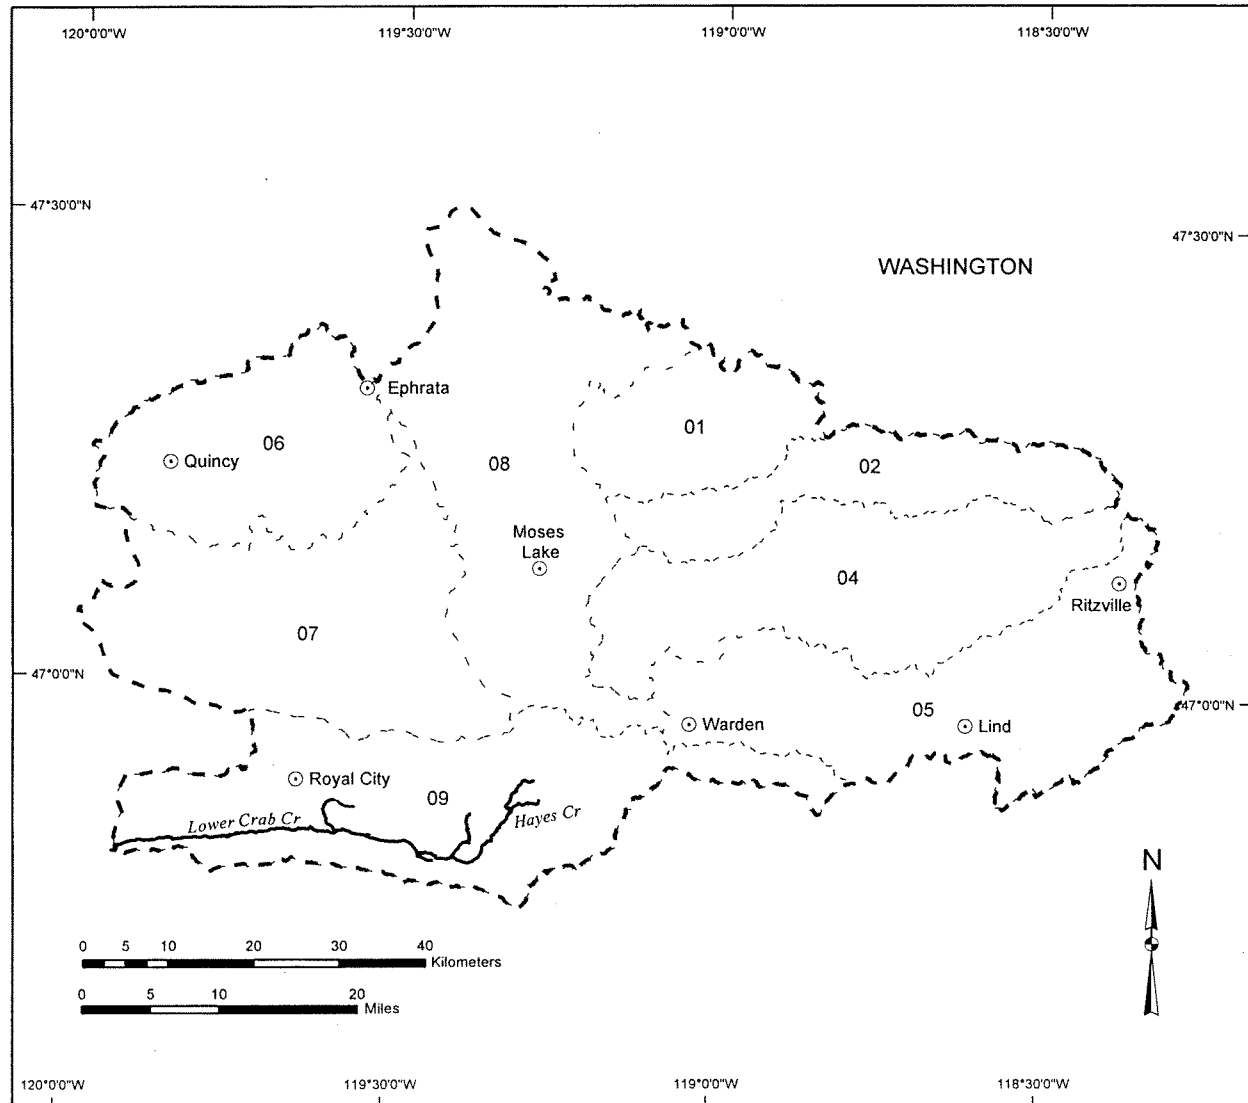 120°0'0"W 119°30'0"W 119°0'0"W 118°30'0"W
47°30'0"N
47°30'0"N
WASHINGTON
Ephrata
01
06
Quincy
08
02
Moses
Lake
04
Ritzville
07
47°0'0"N
47°0'0"N
05
Warden
Lind
Royal City
09
Lower Crab Cr
Hayes Cr
N
0 5 10 20 30 40
Kilometers
0 5 10 20
Miles
120°0'0"W 119°30'0"W 119°0'0"W 118°30'0"W